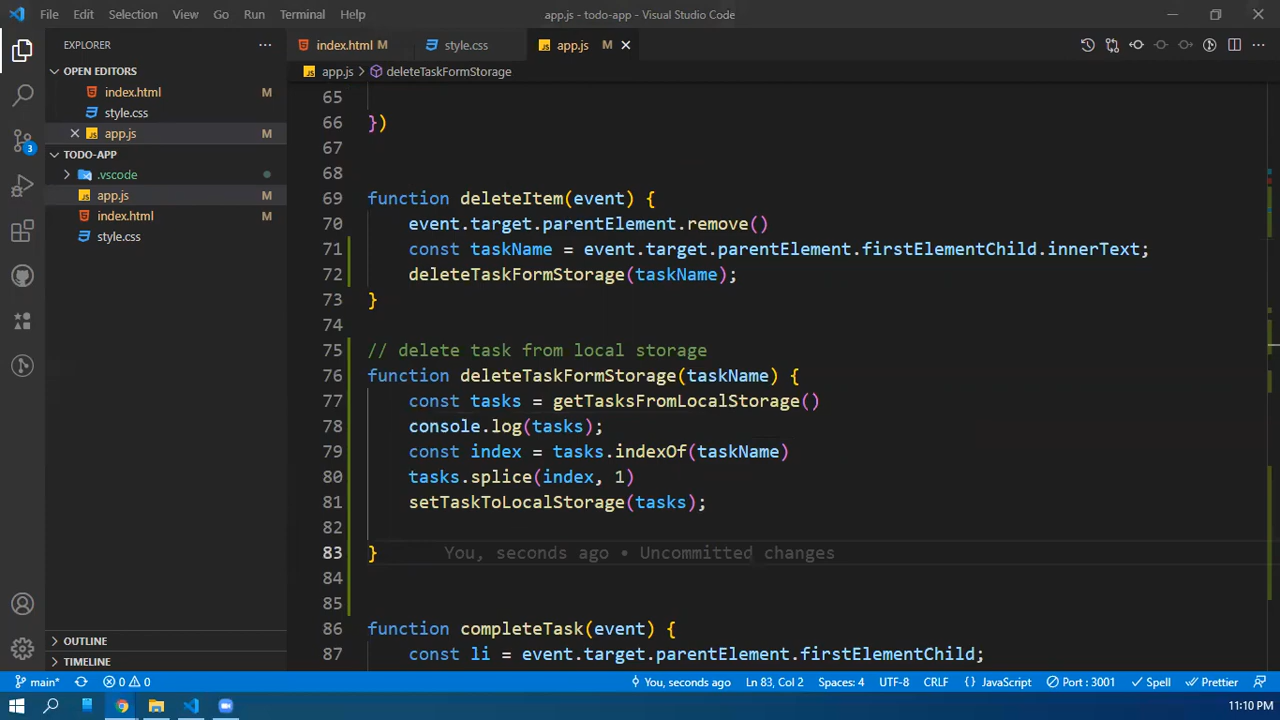 File Edit Selection View Go Run Terminal Help app.js - todo-app - Visual Studio Code
EXPLORER
index.html M
style.css
app.js M
OPEN EDITORS
index.html M
style.css
app.js M
TODO-APP
.vscode
app.js M
index.html M
style.css
OUTLINE
TIMELINE
3
app.js deleteTaskFormStorage
65
66 })
67
68
69 function deleteItem(event) {
70 event.target.parentElement.remove()
71 const taskName = event.target.parentElement.firstElementChild.innerText;
72 deleteTaskFormStorage(taskName);
73 }
74
75 // delete task from local storage
76 function deleteTaskFormStorage(taskName) {
77 const tasks = getTasksFromLocalStorage()
78 console.log(tasks);
79 const index = tasks.indexOf(taskName)
80 tasks.splice(index, 1)
81 setTaskToLocalStorage(tasks);
82
83 } You, seconds ago • Uncommitted changes
84
85
86 function completeTask(event) {
87 const li = event.target.parentElement.firstElementChild;
main* 0 0 You, seconds ago Ln 83, Col 2 Spaces: 4 UTF-8 CRLF {} JavaScript Port : 3001 Spell Prettier
11:10 PM